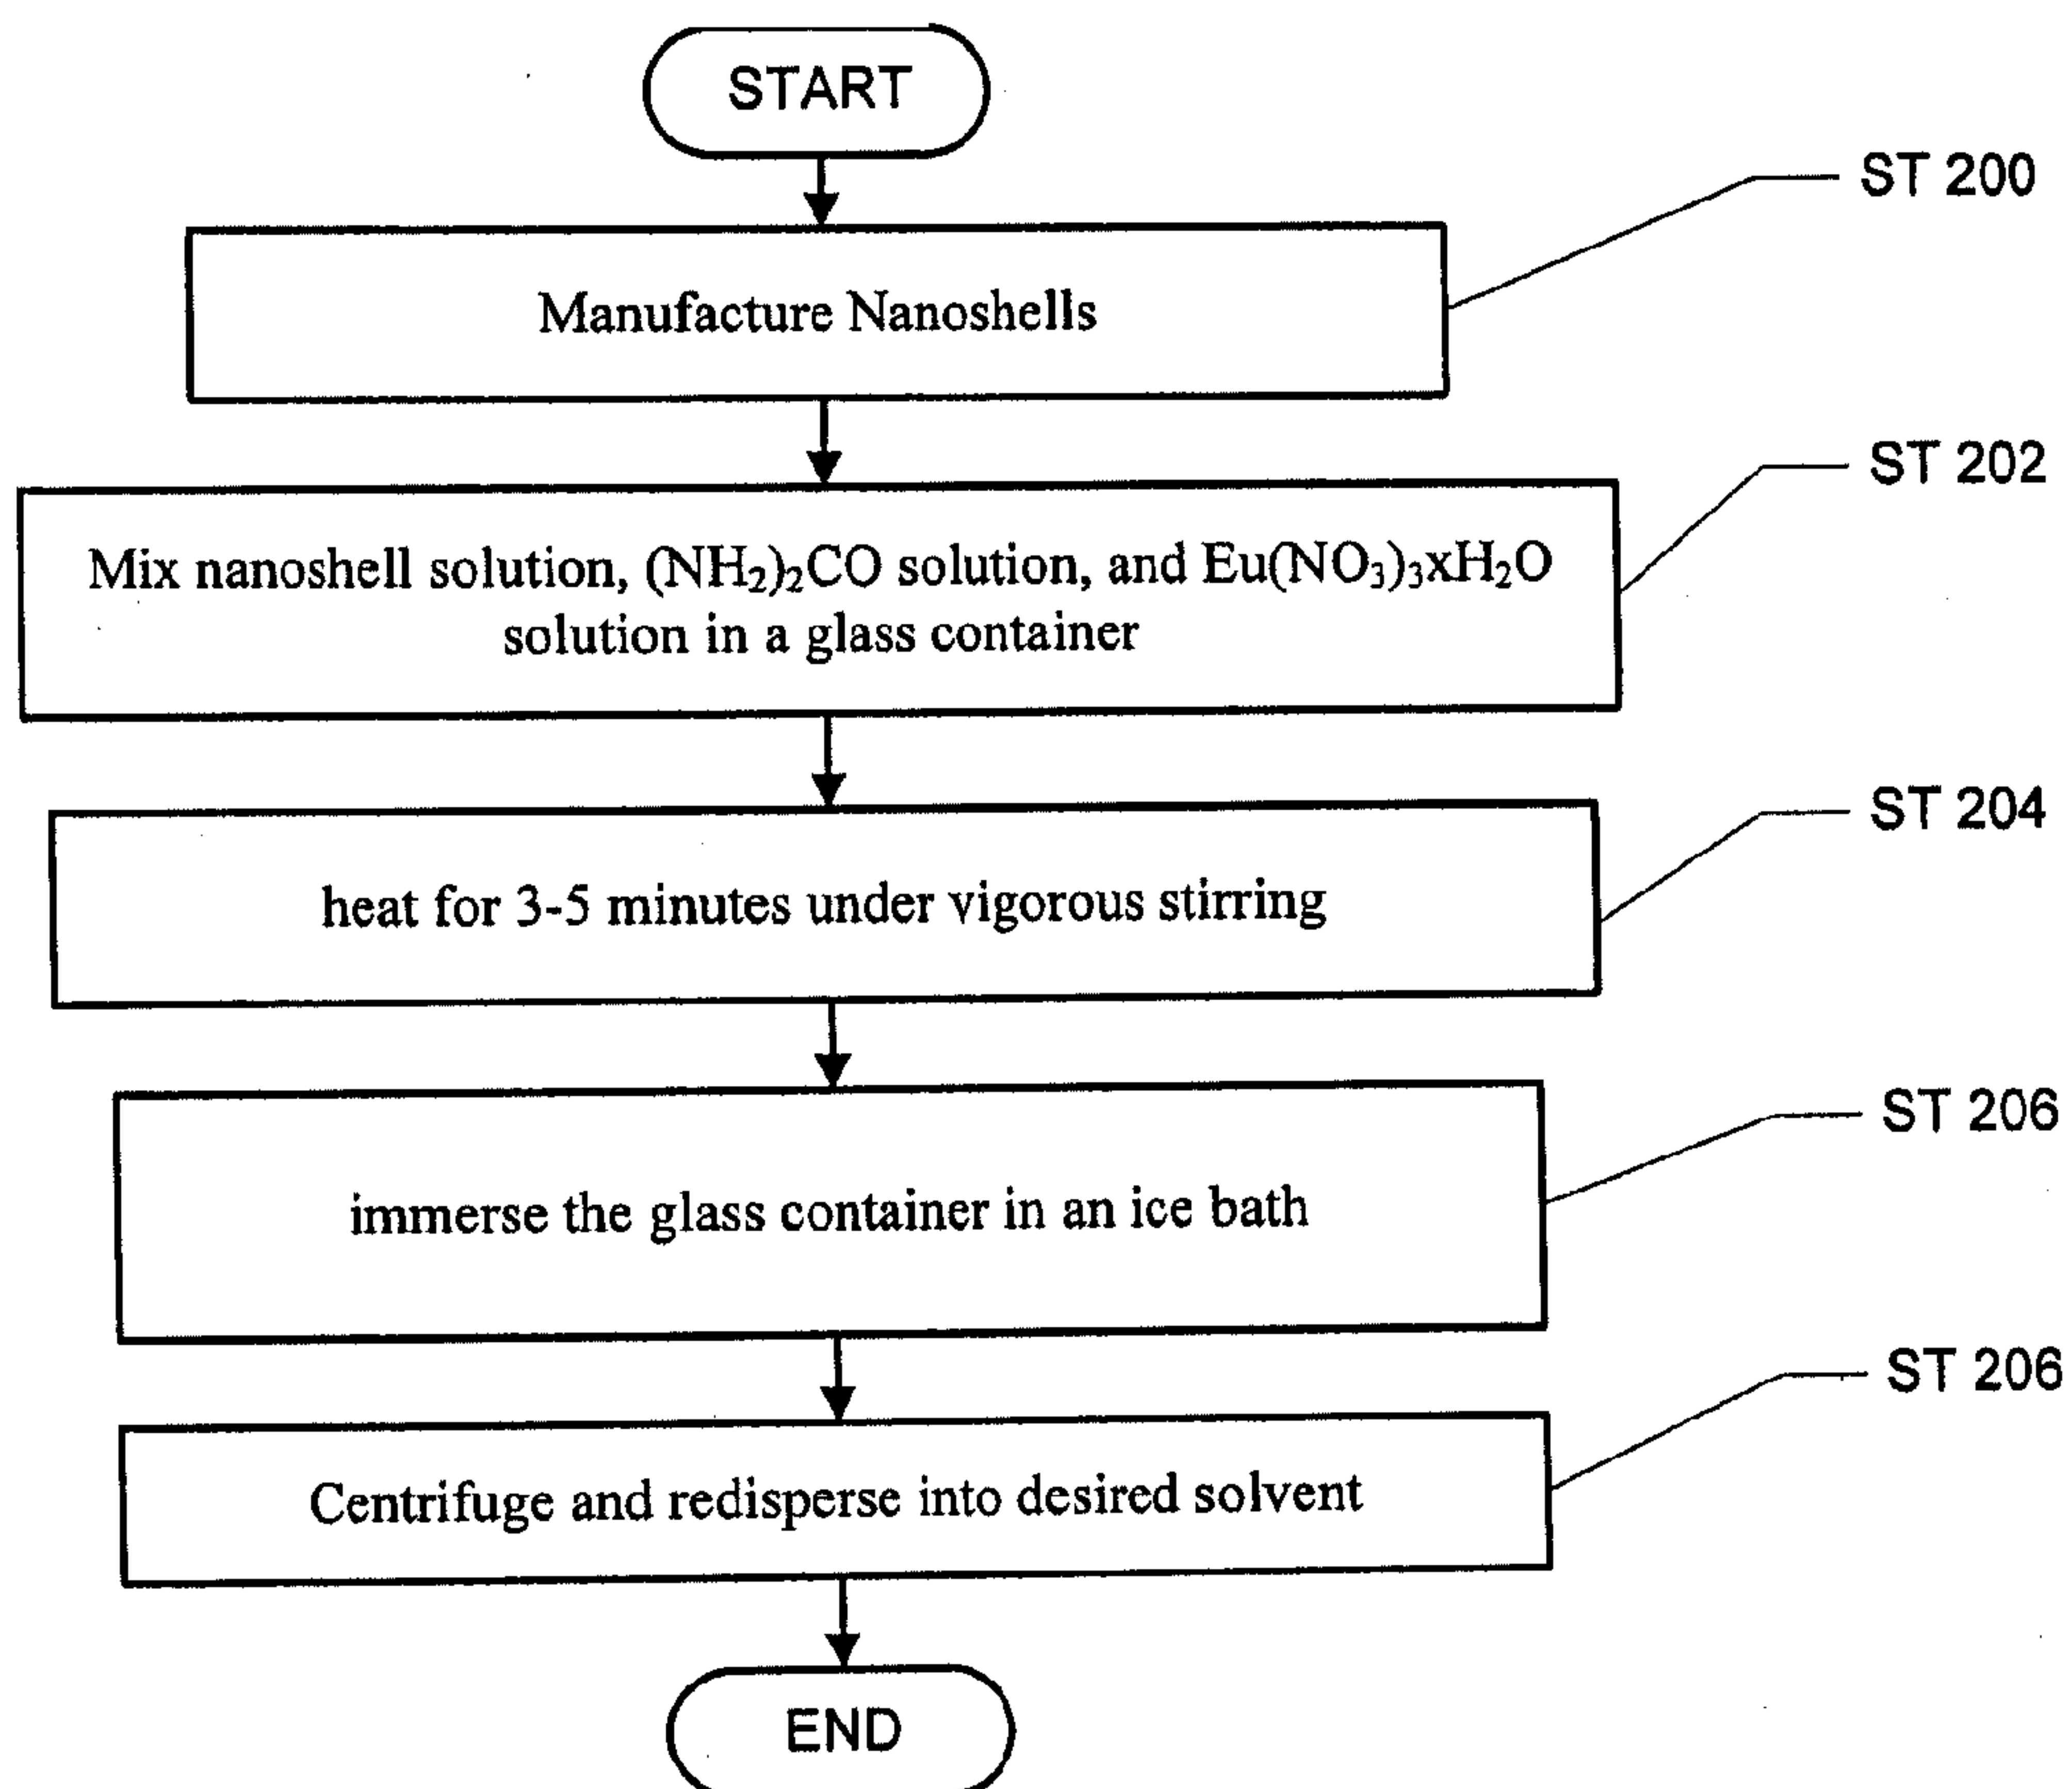 START
ST 200
Manufacture Nanoshells
ST 202
Mix nanoshell solution, (NH₂)₂CO solution, and Eu(NO₃)₃xH₂O
solution in a glass container
ST 204
heat for 3-5 minutes under vigorous stirring
ST 206
immerse the glass container in an ice bath
ST 206
Centrifuge and redisperse into desired solvent
END